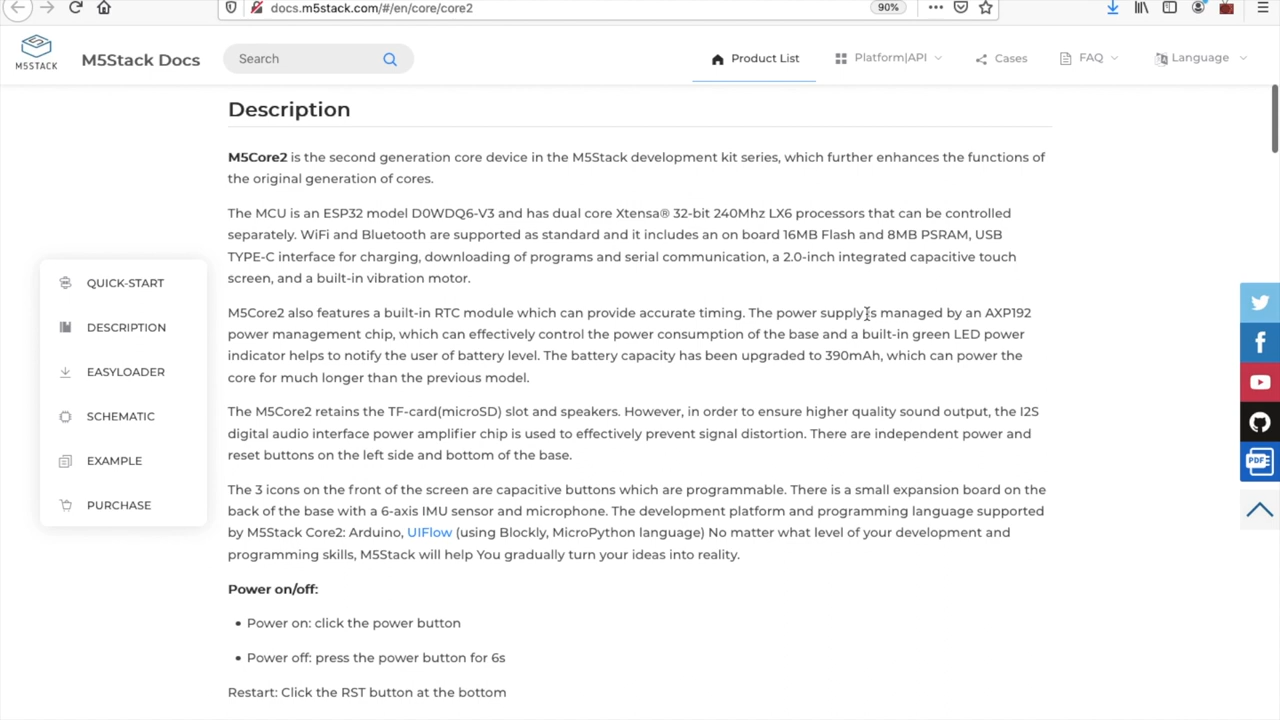 docs.m5stack.com/#/en/core/core2
90%
M5STACK
M5Stack Docs
Search
Product List
Platform|API
Cases
FAQ
Language
Description
M5Core2 is the second generation core device in the M5Stack development kit series, which further enhances the functions of
the original generation of cores.
The MCU is an ESP32 model D0WDQ6-V3 and has dual core Xtensa® 32-bit 240Mhz LX6 processors that can be controlled
separately. WiFi and Bluetooth are supported as standard and it includes an on board 16MB Flash and 8MB PSRAM, USB
TYPE-C interface for charging, downloading of programs and serial communication, a 2.0-inch integrated capacitive touch
screen, and a built-in vibration motor.
M5Core2 also features a built-in RTC module which can provide accurate timing. The power supply is managed by an AXP192
power management chip, which can effectively control the power consumption of the base and a built-in green LED power
indicator helps to notify the user of battery level. The battery capacity has been upgraded to 390mAh, which can power the
core for much longer than the previous model.
The M5Core2 retains the TF-card(microSD) slot and speakers. However, in order to ensure higher quality sound output, the I2S
digital audio interface power amplifier chip is used to effectively prevent signal distortion. There are independent power and
reset buttons on the left side and bottom of the base.
The 3 icons on the front of the screen are capacitive buttons which are programmable. There is a small expansion board on the
back of the base with a 6-axis IMU sensor and microphone. The development platform and programming language supported
by M5Stack Core2: Arduino, UIFlow (using Blockly, MicroPython language) No matter what level of your development and
programming skills, M5Stack will help You gradually turn your ideas into reality.
Power on/off:
Power on: click the power button
Power off: press the power button for 6s
Restart: Click the RST button at the bottom
QUICK-START
DESCRIPTION
EASYLOADER
SCHEMATIC
EXAMPLE
PURCHASE
PDF